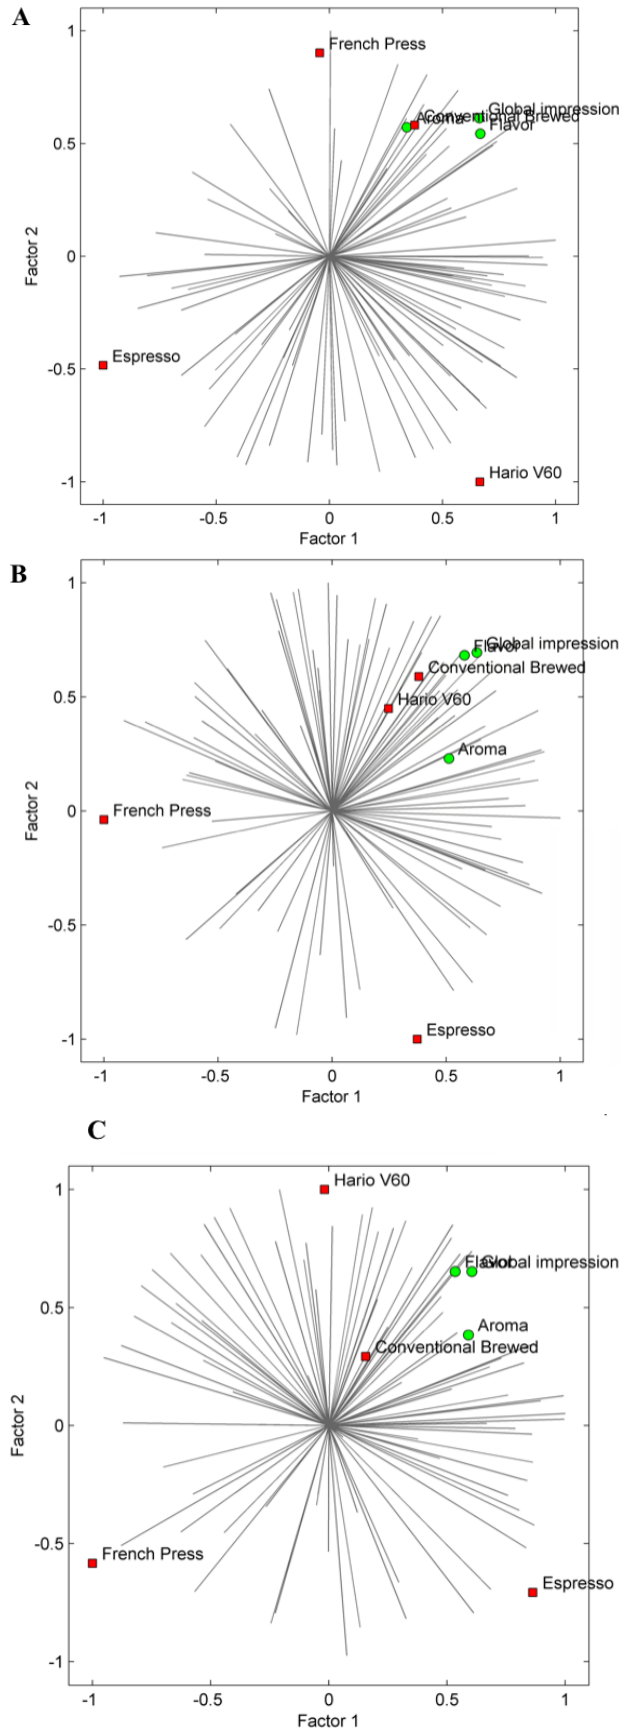 A
1
French Press
Global impression
Conventional Brewed
Aroma
Flavor
0.5
Factor 2
0
Espresso
-0.5
Hario V60
-1
-1 -0.5 0 0.5 1
Factor 1
B
1
Flavor
Global impression
Conventional Brewed
Hario V60
0.5
Aroma
Factor 2
0
French Press
-0.5
Espresso
-1
-1 -0.5 0 0.5 1
Factor 1
C
1
Hario V60
Flavor
Global impression
0.5
Aroma
Conventional Brewed
Factor 2
0
-0.5
French Press
Espresso
-1
-1 -0.5 0 0.5 1
Factor 1